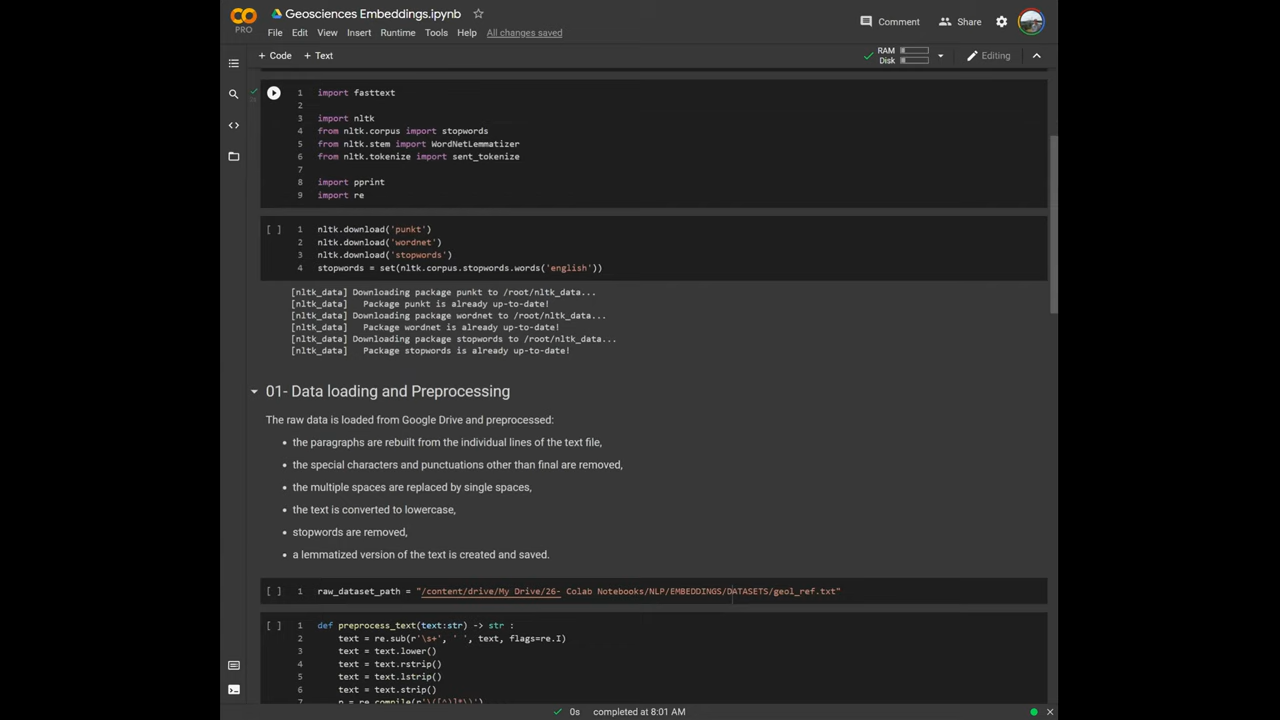 Geosciences Embeddings.ipynb
PRO
File Edit View Insert Runtime Tools Help All changes saved
Comment Share
+ Code + Text
RAM
Disk
Editing
1 import fasttext
2
3 import nltk
4 from nltk.corpus import stopwords
5 from nltk.stem import WordNetLemmatizer
6 from nltk.tokenize import sent_tokenize
7
8 import pprint
9 import re
[ ] 1 nltk.download('punkt')
2 nltk.download('wordnet')
3 nltk.download('stopwords')
4 stopwords = set(nltk.corpus.stopwords.words('english'))
[nltk_data] Downloading package punkt to /root/nltk_data...
[nltk_data]   Package punkt is already up-to-date!
[nltk_data] Downloading package wordnet to /root/nltk_data...
[nltk_data]   Package wordnet is already up-to-date!
[nltk_data] Downloading package stopwords to /root/nltk_data...
[nltk_data]   Package stopwords is already up-to-date!
01- Data loading and Preprocessing
The raw data is loaded from Google Drive and preprocessed:
• the paragraphs are rebuilt from the individual lines of the text file,
• the special characters and punctuations other than final are removed,
• the multiple spaces are replaced by single spaces,
• the text is converted to lowercase,
• stopwords are removed,
• a lemmatized version of the text is created and saved.
[ ] 1 raw_dataset_path = "/content/drive/My Drive/26- Colab Notebooks/NLP/EMBEDDINGS/DATASETS/geol_ref.txt"
[ ] 1 def preprocess_text(text:str) -> str :
2     text = re.sub(r'\s+', ' ', text, flags=re.I)
3     text = text.lower()
4     text = text.rstrip()
5     text = text.lstrip()
6     text = text.strip()
7     p = re.compile(r'\([^)]*\)')
0s completed at 8:01 AM